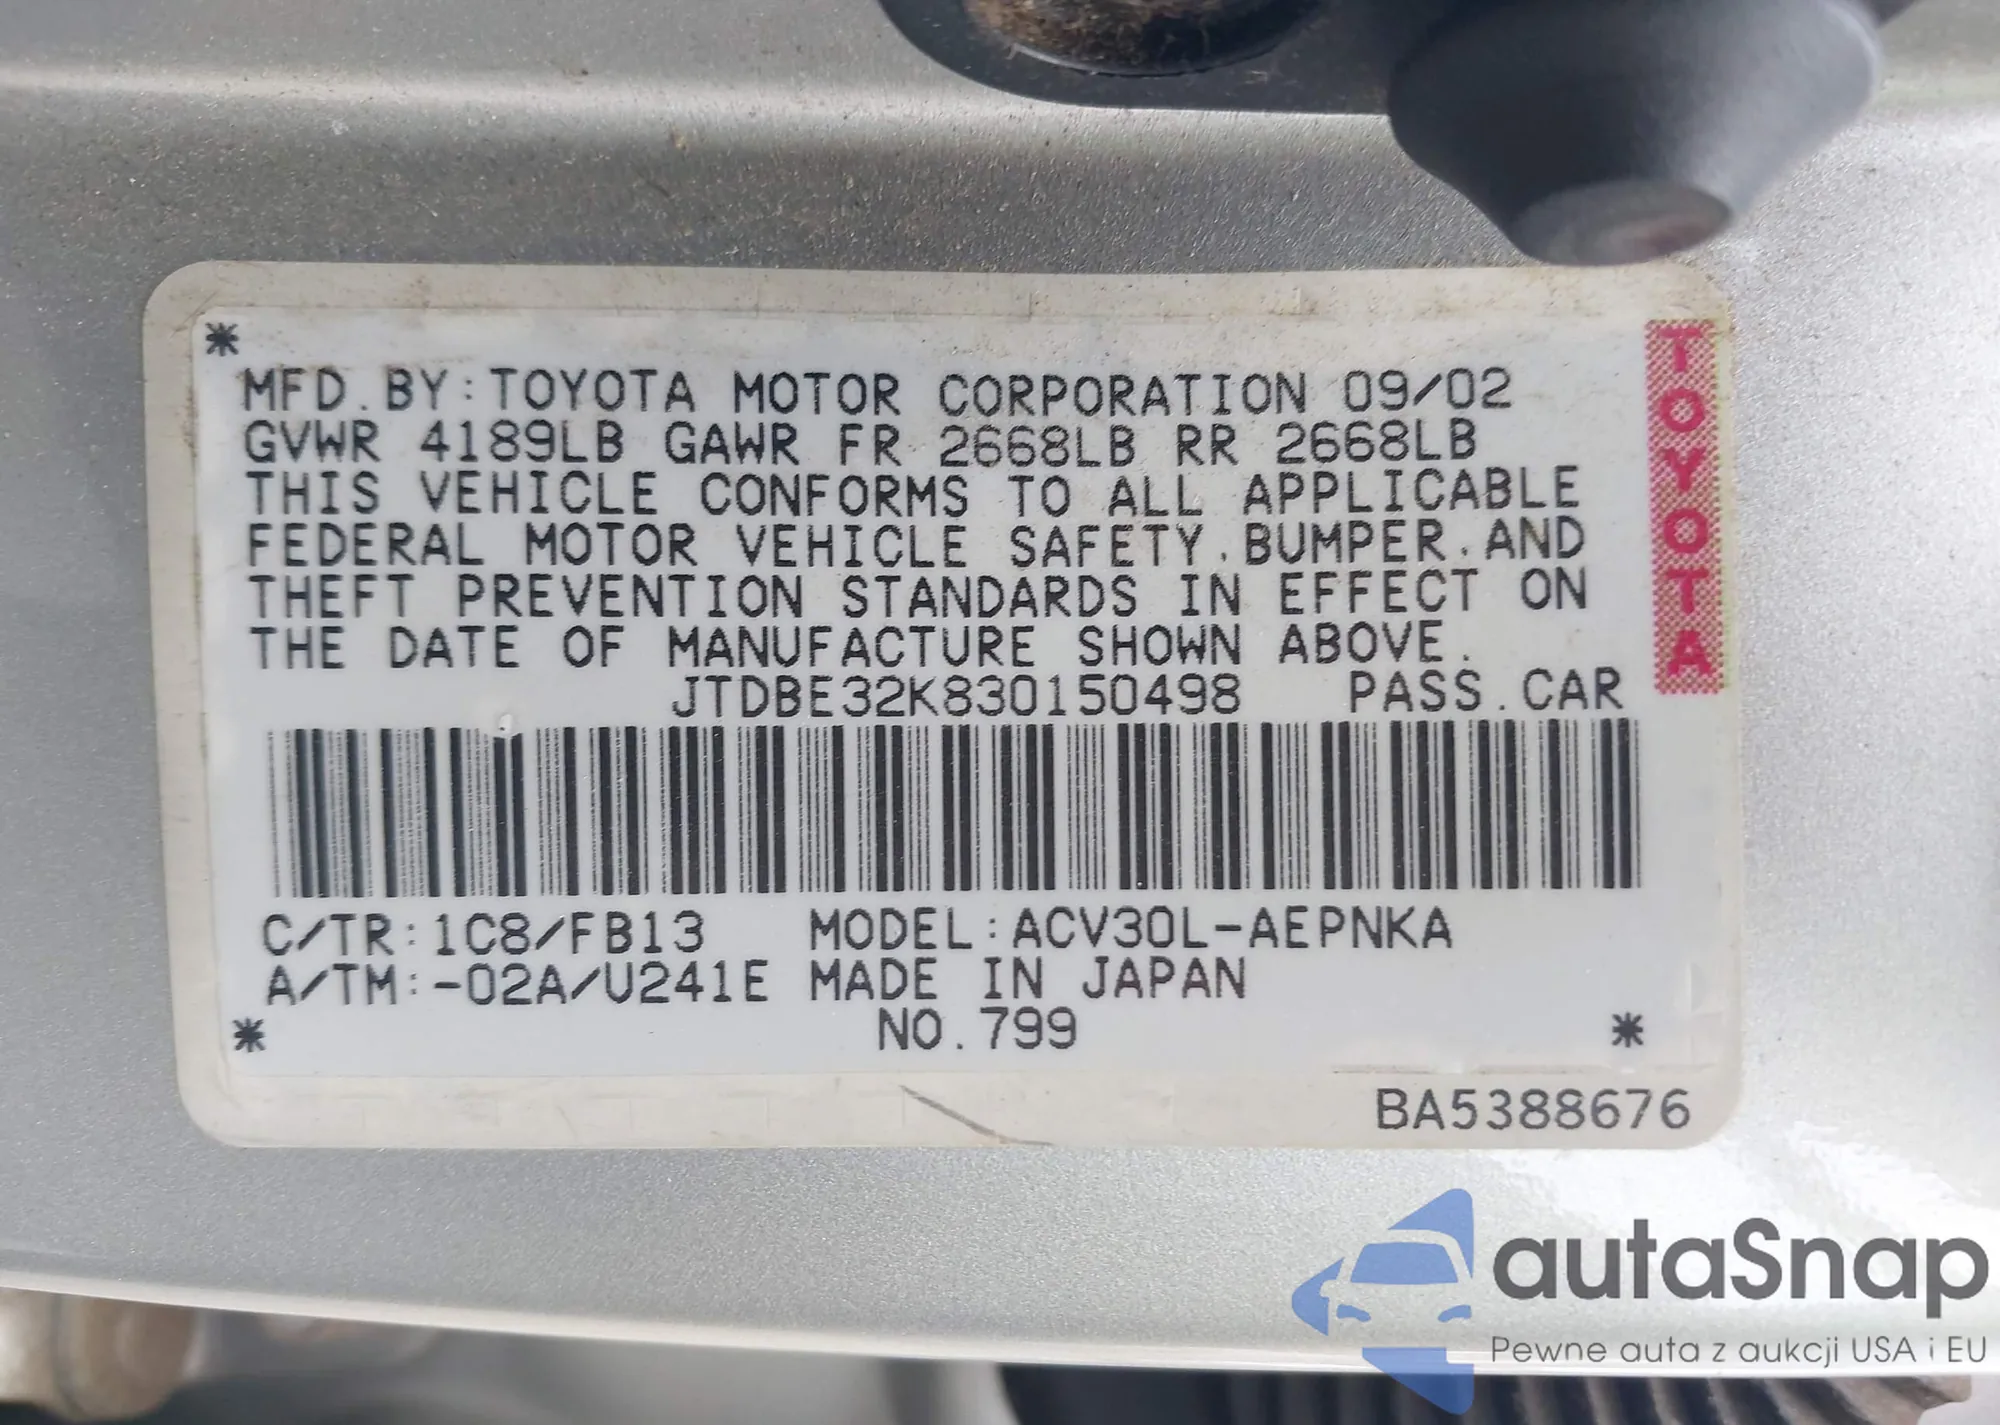 *
MFD.BY:TOYOTA MOTOR CORPORATION 09/02
GVWR 4189LB GAWR FR 2668LB RR 2668LB
THIS VEHICLE CONFORMS TO ALL APPLICABLE
FEDERAL MOTOR VEHICLE SAFETY,BUMPER,AND
THEFT PREVENTION STANDARDS IN EFFECT ON
THE DATE OF MANUFACTURE SHOWN ABOVE.
JTDBE32K830150498 PASS.CAR
C/TR:1C8/FB13 MODEL:ACV30L-AEPNKA
A/TM:-02A/U241E MADE IN JAPAN
* NO.799 *
BA5388676
TOYOTA
autaSnap
Pewne auta z aukcji USA i EU